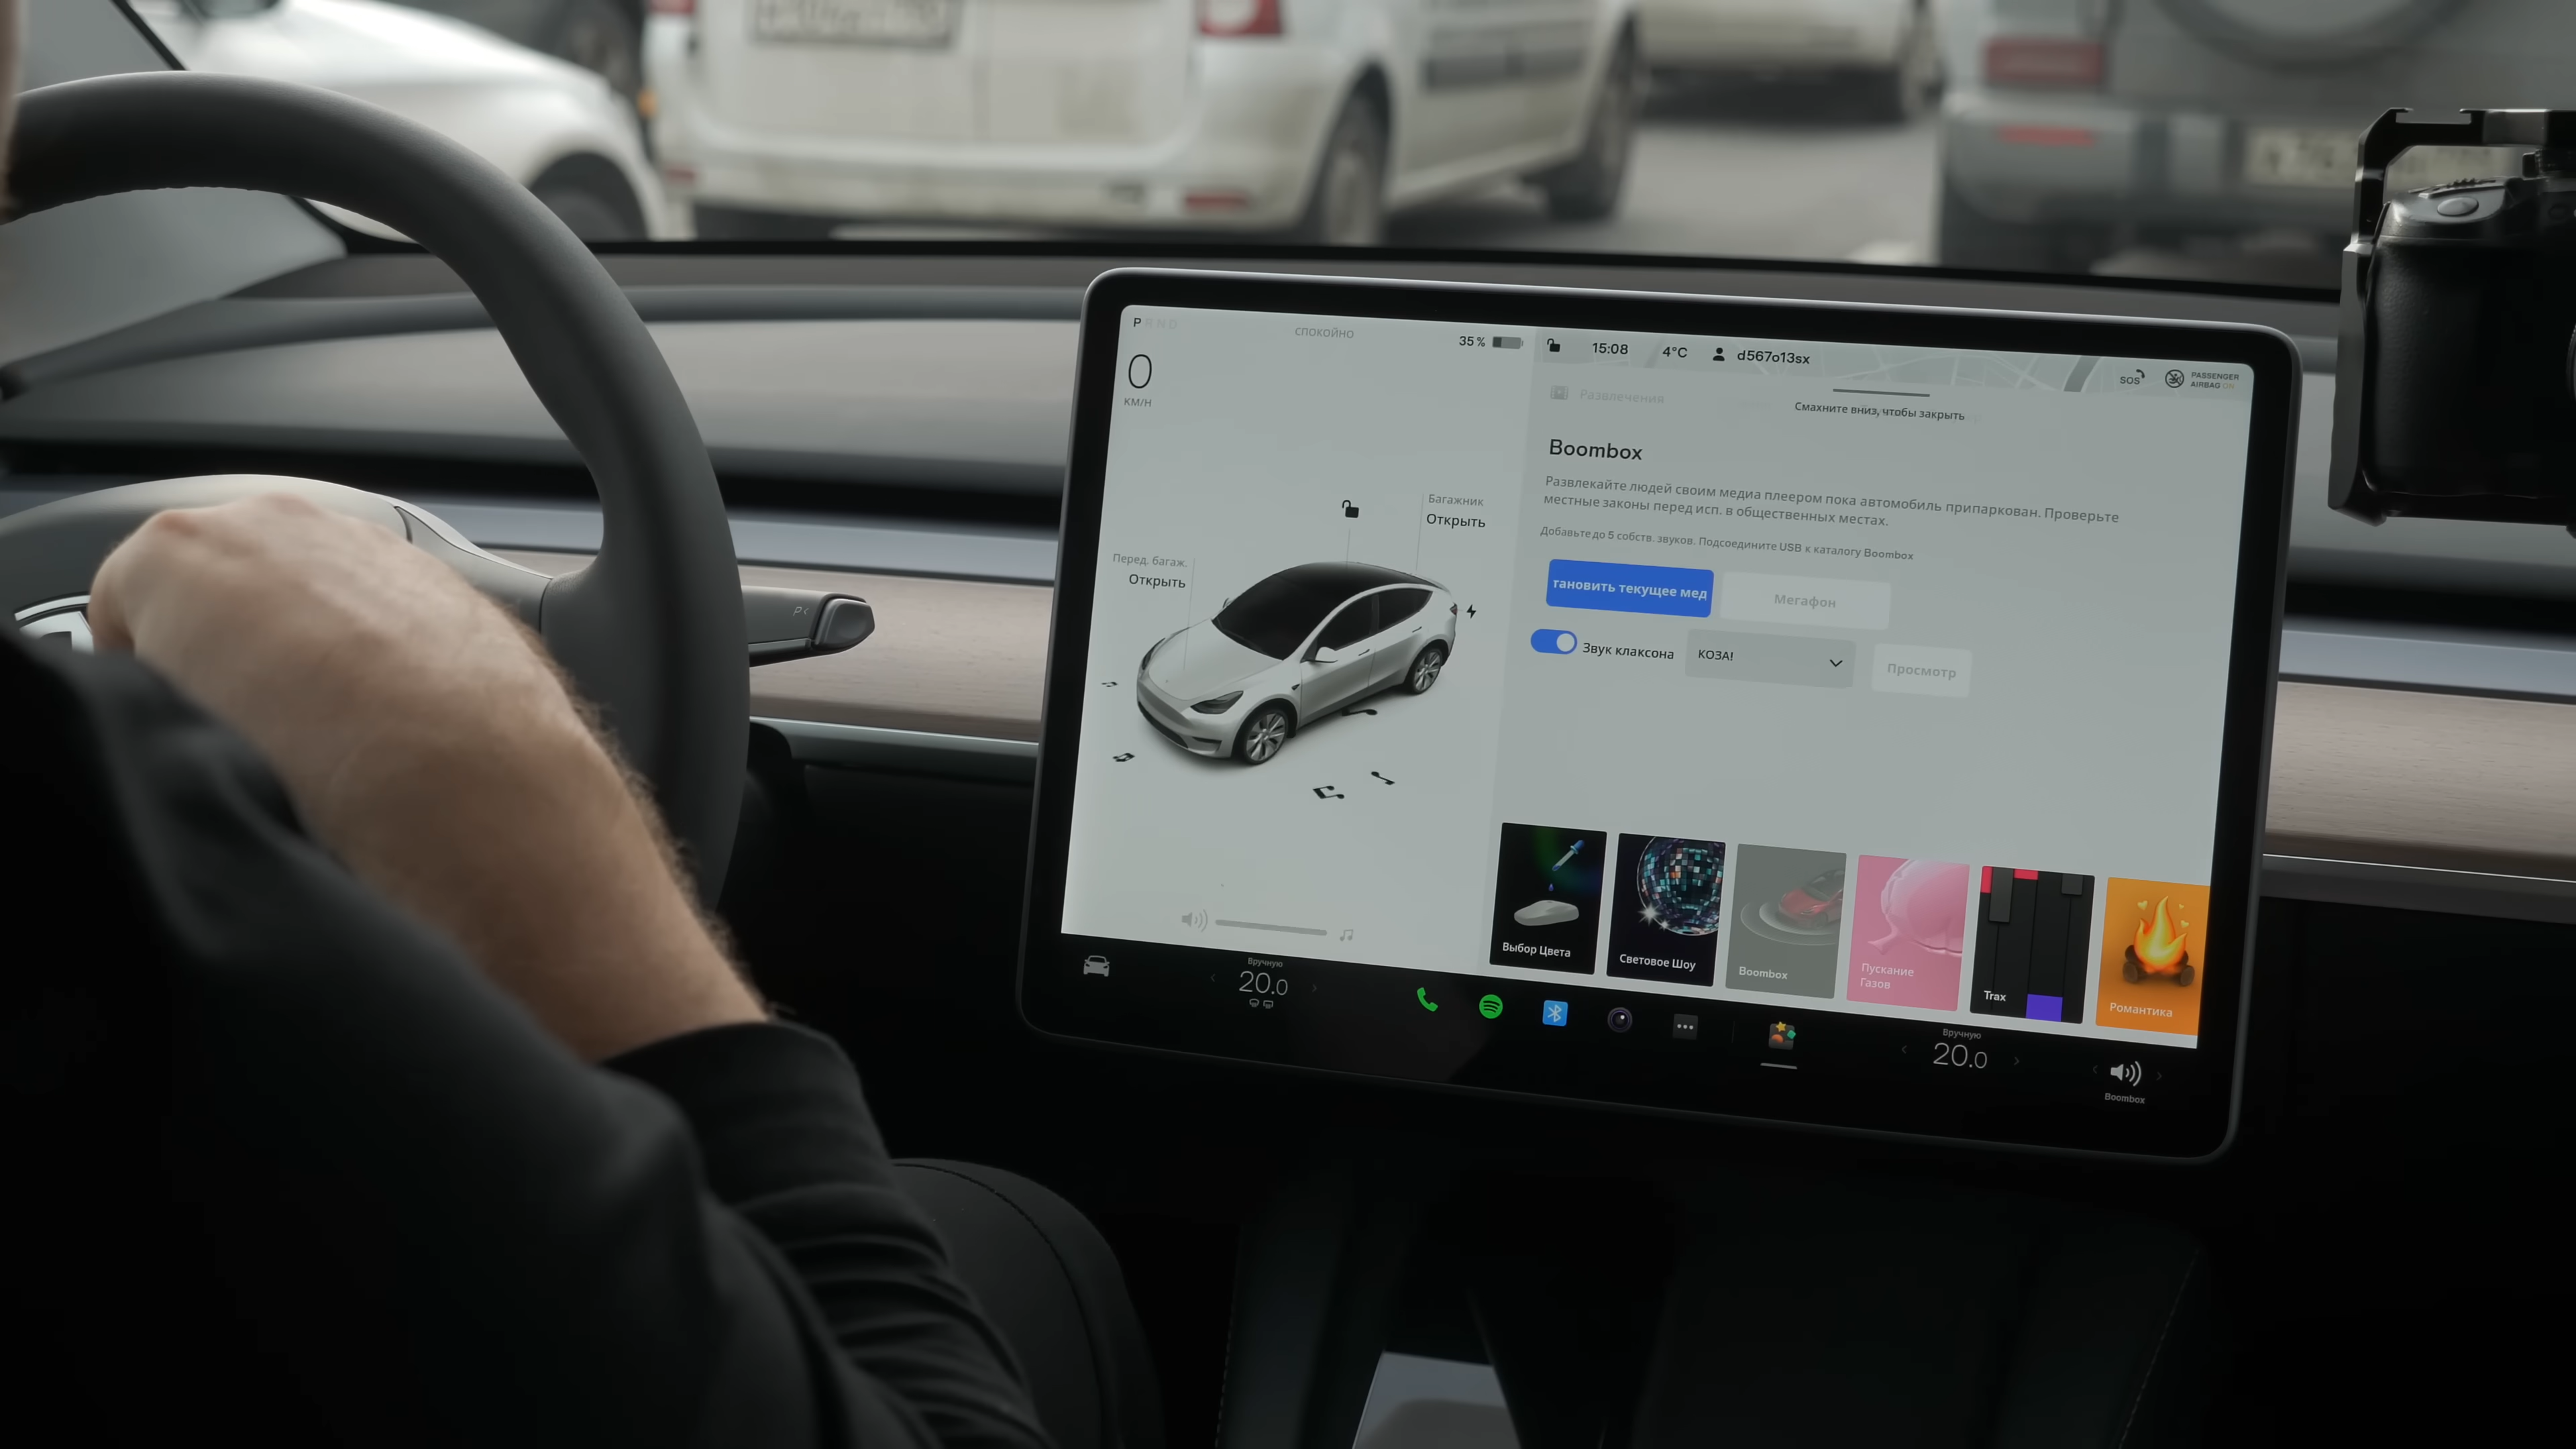 P R N D
СПОКОЙНО
35 %
0
KM/H
Багажник
Открыть
Перед. багаж.
Открыть
15:08
4°C
d567o13sx
SOS
PASSENGER
AIRBAG ON
Развлечения
Смахните вниз, чтобы закрыть
Boombox
Развлекайте людей своим медиа плеером пока автомобиль припаркован. Проверьте
местные законы перед исп. в общественных местах.
Добавьте до 5 собств. звуков. Подсоедините USB к каталогу Boombox
тановить текущее мед
Мегафон
Звук клаксона
КОЗА!
Просмотр
Выбор Цвета
Световое Шоу
Boombox
Пускание
Газов
Trax
Романтика
Вручную
20.0
Вручную
20.0
Boombox
P